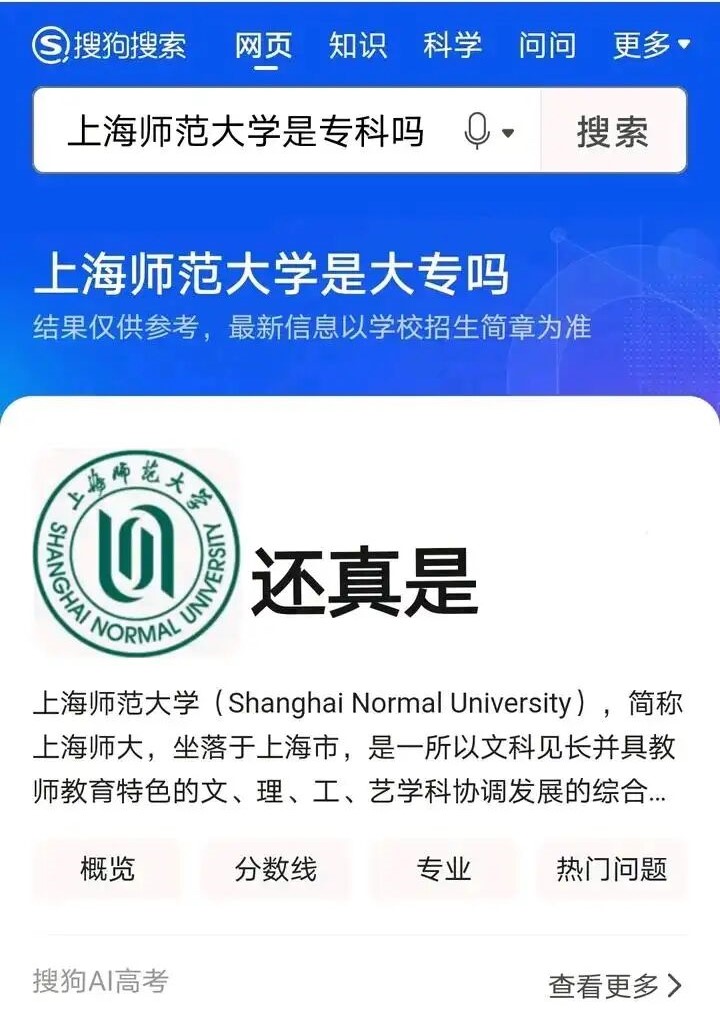 搜狗搜索 网页 知识 科学 问问 更多
上海师范大学是专科吗 搜索
上海师范大学是大专吗
结果仅供参考，最新信息以学校招生简章为准
上海师范大学
SHANGHAI NORMAL UNIVERSITY
还真是
上海师范大学（Shanghai Normal University），简称
上海师大，坐落于上海市，是一所以文科见长并具教
师教育特色的文、理、工、艺学科协调发展的综合...
概览 分数线 专业 热门问题
搜狗AI高考 查看更多